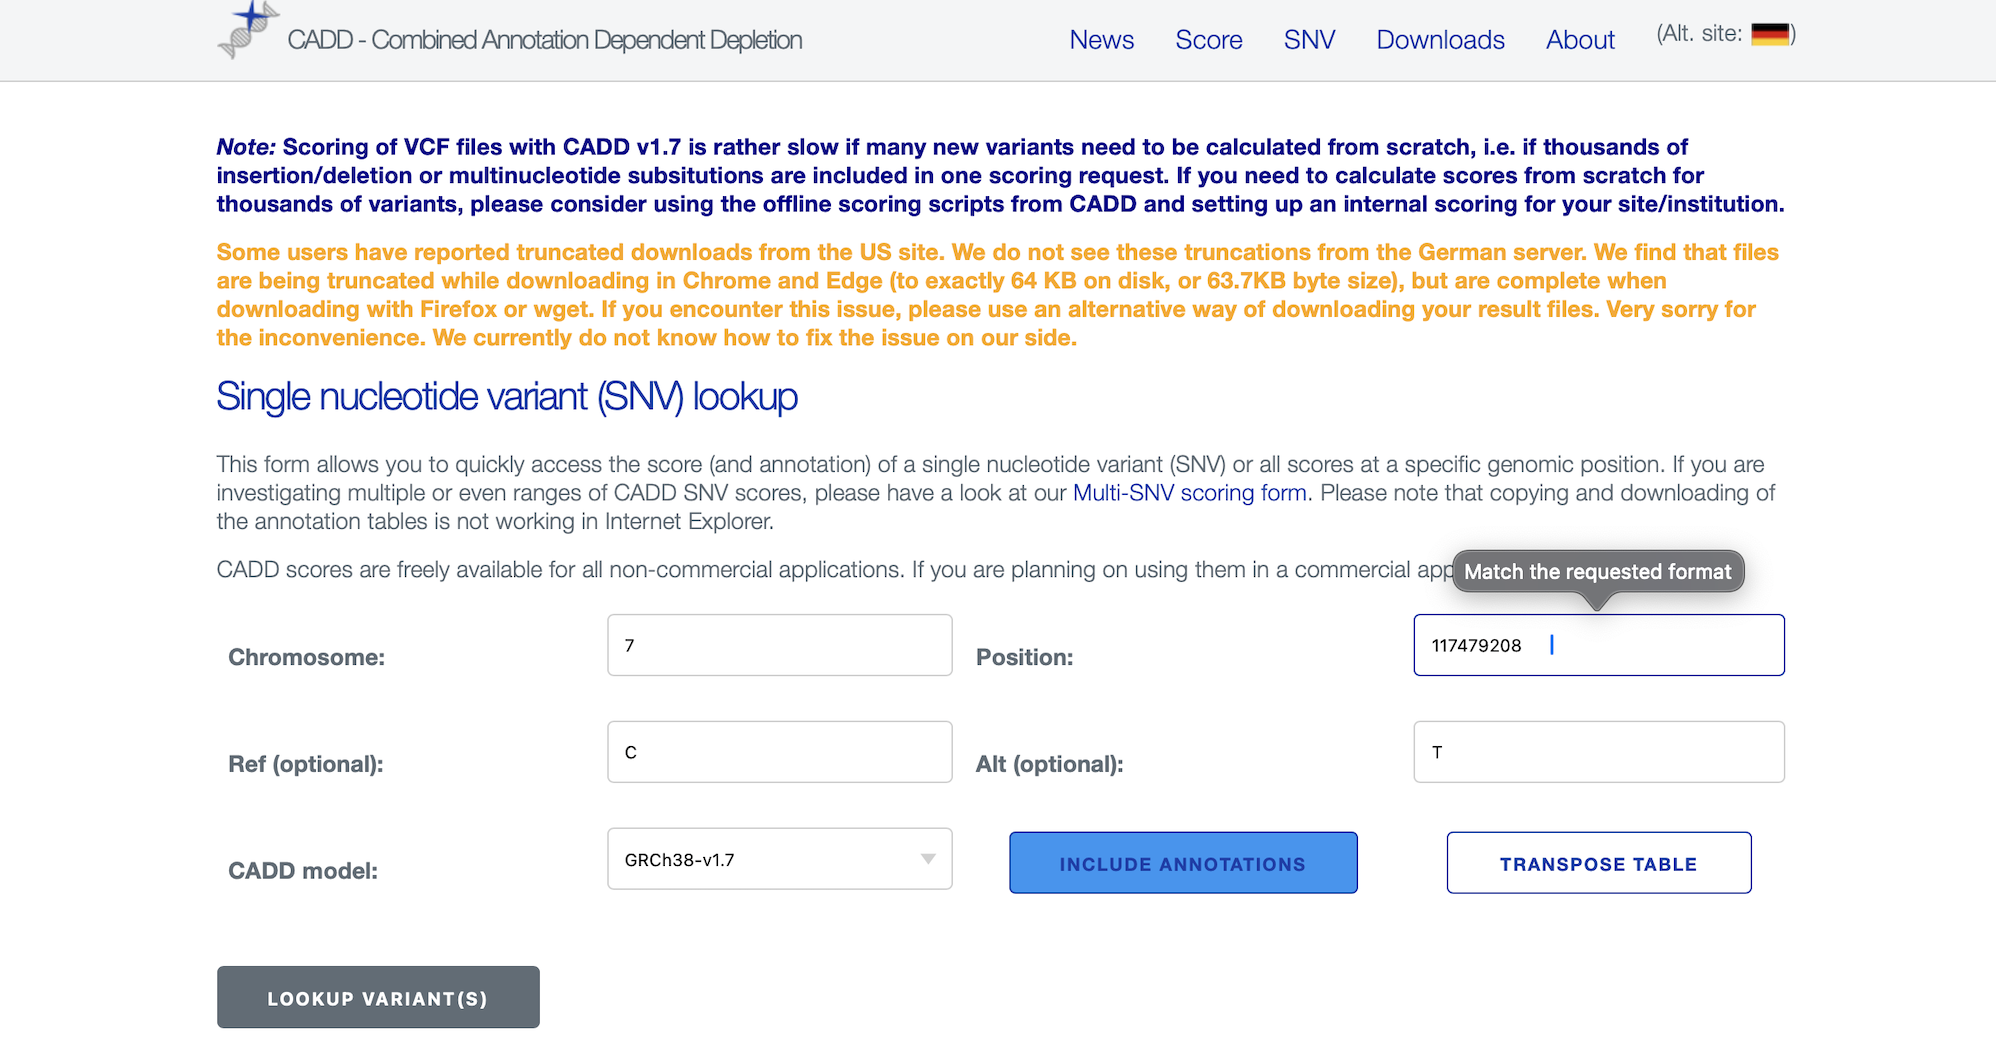 CADD - Combined Annotation Dependent Depletion
News Score SNV Downloads About (Alt. site: )
Note: Scoring of VCF files with CADD v1.7 is rather slow if many new variants need to be calculated from scratch, i.e. if thousands of
insertion/deletion or multinucleotide subsitutions are included in one scoring request. If you need to calculate scores from scratch for
thousands of variants, please consider using the offline scoring scripts from CADD and setting up an internal scoring for your site/institution.
Some users have reported truncated downloads from the US site. We do not see these truncations from the German server. We find that files
are being truncated while downloading in Chrome and Edge (to exactly 64 KB on disk, or 63.7KB byte size), but are complete when
downloading with Firefox or wget. If you encounter this issue, please use an alternative way of downloading your result files. Very sorry for
the inconvenience. We currently do not know how to fix the issue on our side.
Single nucleotide variant (SNV) lookup
This form allows you to quickly access the score (and annotation) of a single nucleotide variant (SNV) or all scores at a specific genomic position. If you are
investigating multiple or even ranges of CADD SNV scores, please have a look at our Multi-SNV scoring form. Please note that copying and downloading of
the annotation tables is not working in Internet Explorer.
CADD scores are freely available for all non-commercial applications. If you are planning on using them in a commercial app
Match the requested format
Chromosome: 7 Position: 117479208
Ref (optional): C Alt (optional): T
CADD model: GRCh38-v1.7 INCLUDE ANNOTATIONS TRANSPOSE TABLE
LOOKUP VARIANT(S)